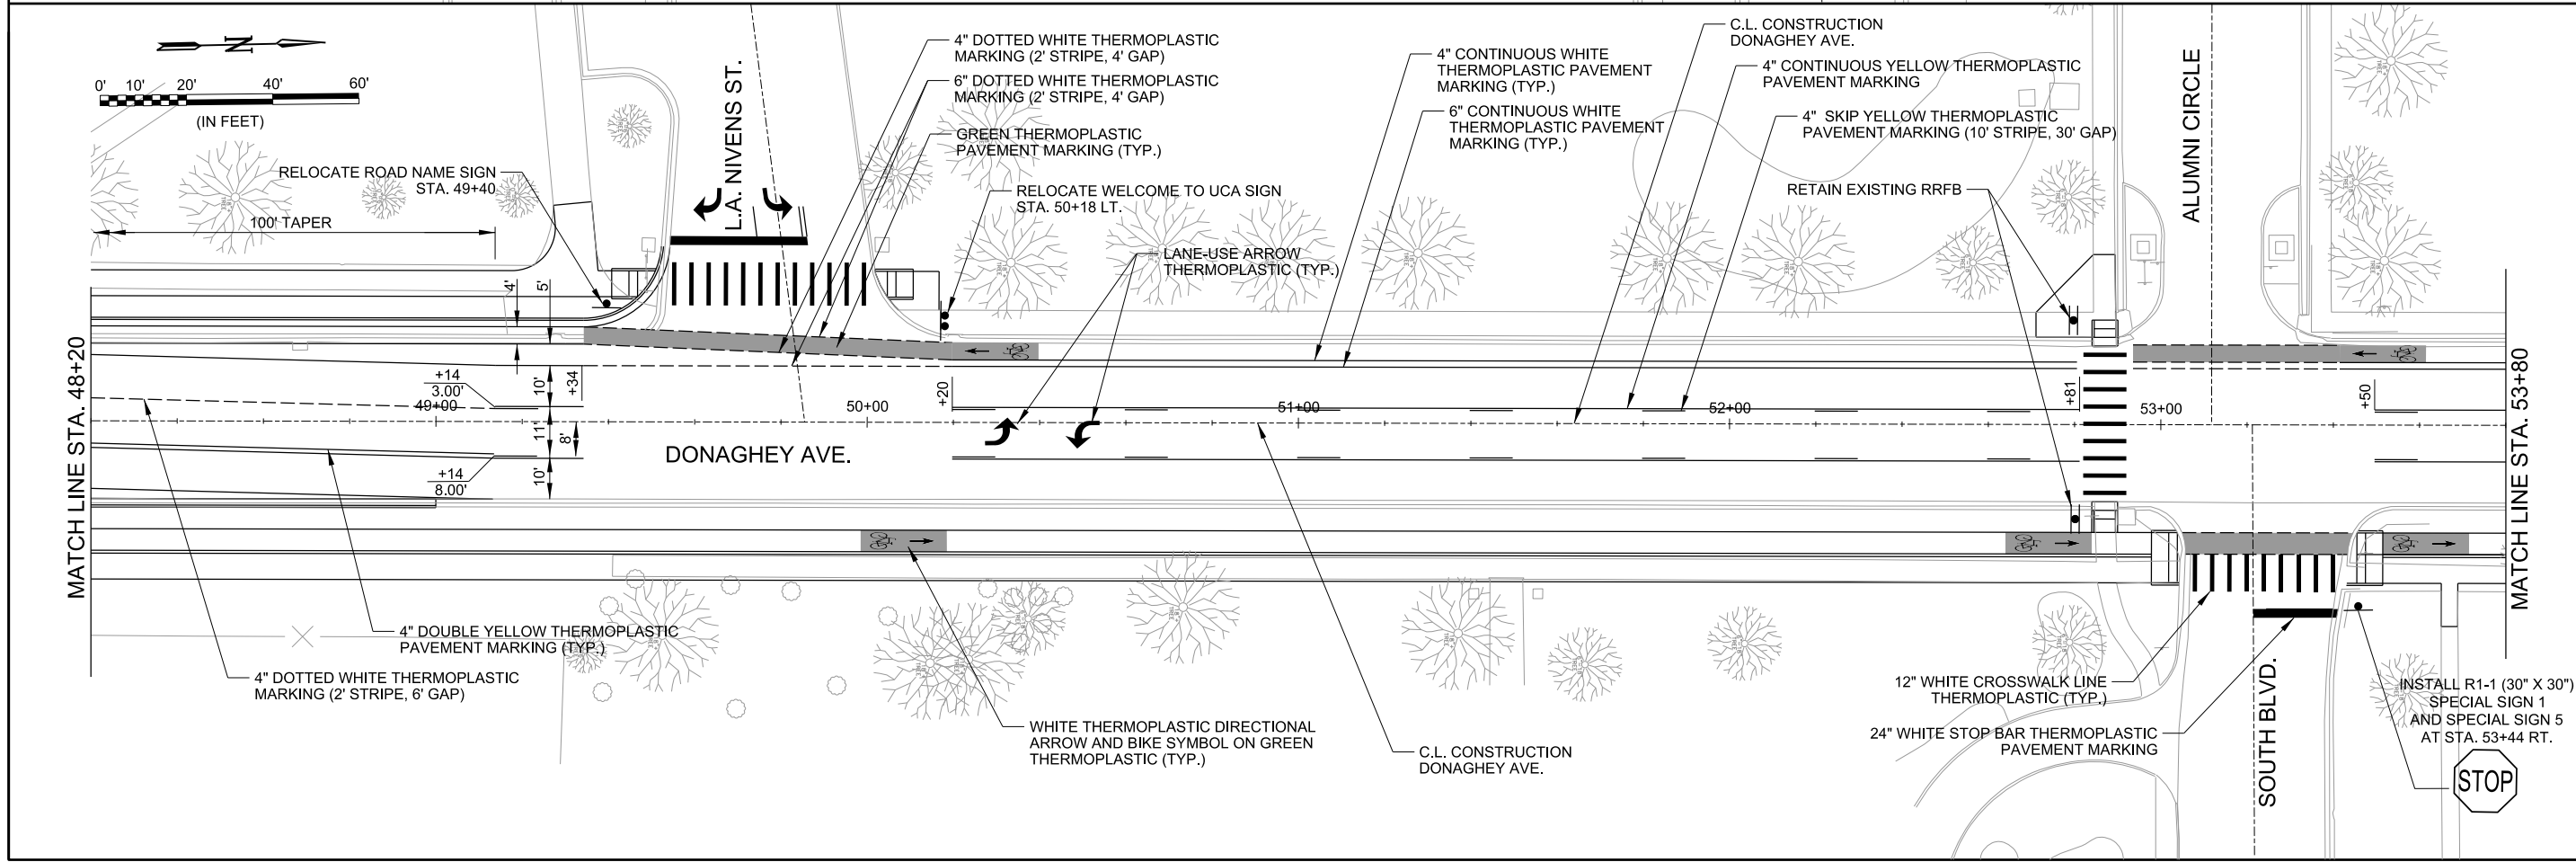 N
0' 10' 20' 40' 60'
(IN FEET)
RELOCATE ROAD NAME SIGN
STA. 49+40
100' TAPER
L.A. NIVENS ST.
4" DOTTED WHITE THERMOPLASTIC
MARKING (2' STRIPE, 4' GAP)
6" DOTTED WHITE THERMOPLASTIC
MARKING (2' STRIPE, 4' GAP)
GREEN THERMOPLASTIC
PAVEMENT MARKING (TYP.)
RELOCATE WELCOME TO UCA SIGN
STA. 50+18 LT.
LANE-USE ARROW
THERMOPLASTIC (TYP.)
4" CONTINUOUS WHITE
THERMOPLASTIC PAVEMENT
MARKING (TYP.)
6" CONTINUOUS WHITE
THERMOPLASTIC PAVEMENT
MARKING (TYP.)
C.L. CONSTRUCTION
DONAGHEY AVE.
4" CONTINUOUS YELLOW THERMOPLASTIC
PAVEMENT MARKING
4" SKIP YELLOW THERMOPLASTIC
PAVEMENT MARKING (10' STRIPE, 30' GAP)
RETAIN EXISTING RRFB
ALUMNI CIRCLE
MATCH LINE STA. 48+20
4'
5'
+14
3.00'
10'
+34
49+00
11'
8'
+14
8.00'
10'
50+00
+20
51+00
52+00
+81
53+00
+50
DONAGHEY AVE.
MATCH LINE STA. 53+80
4" DOUBLE YELLOW THERMOPLASTIC
PAVEMENT MARKING (TYP.)
4" DOTTED WHITE THERMOPLASTIC
MARKING (2' STRIPE, 6' GAP)
WHITE THERMOPLASTIC DIRECTIONAL
ARROW AND BIKE SYMBOL ON GREEN
THERMOPLASTIC (TYP.)
C.L. CONSTRUCTION
DONAGHEY AVE.
12" WHITE CROSSWALK LINE
THERMOPLASTIC (TYP.)
24" WHITE STOP BAR THERMOPLASTIC
PAVEMENT MARKING
SOUTH BLVD.
INSTALL R1-1 (30" X 30")
SPECIAL SIGN 1
AND SPECIAL SIGN 5
AT STA. 53+44 RT.
STOP